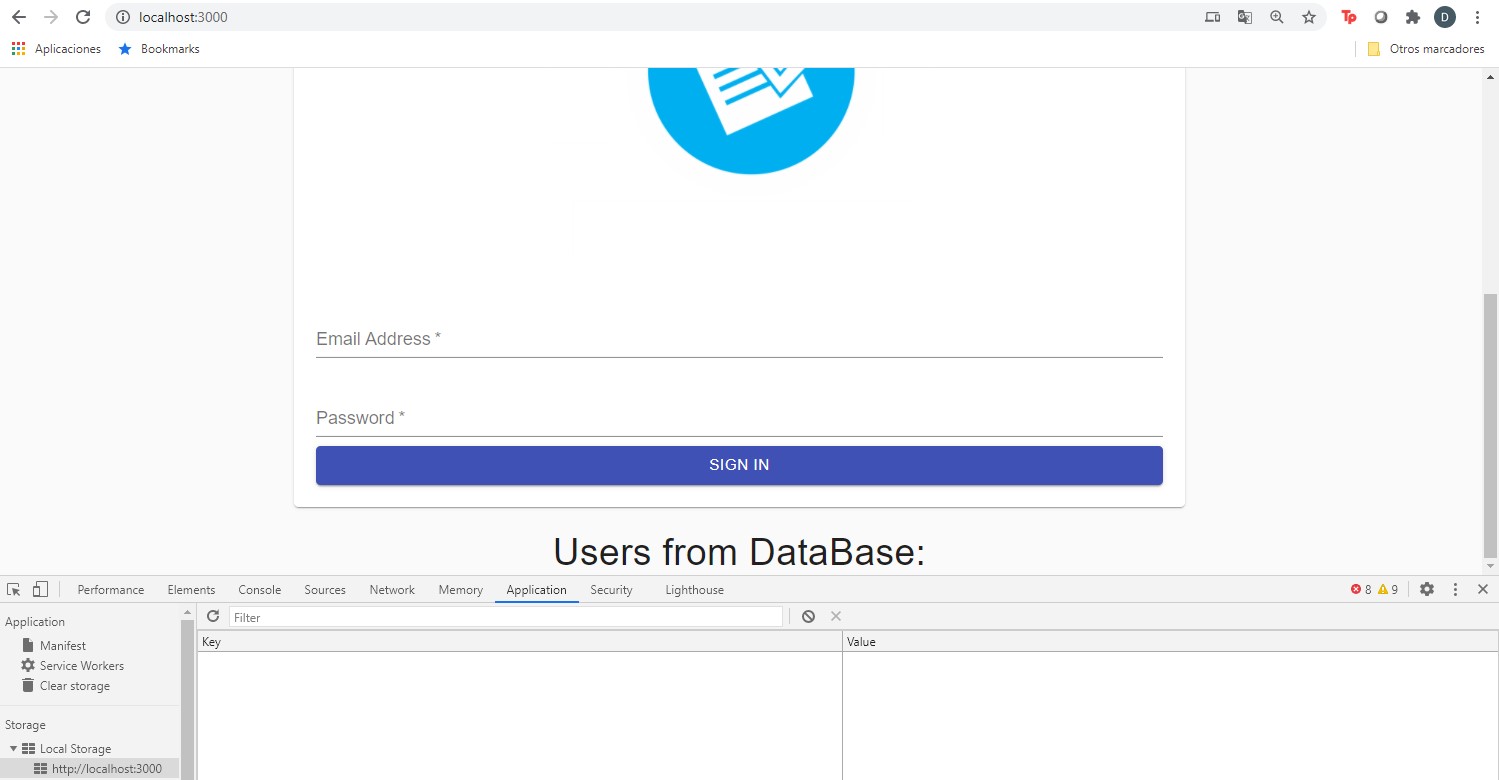 localhost:3000
Tp
D
Aplicaciones
Bookmarks
Otros marcadores
Email Address *
Password *
SIGN IN
Users from DataBase:
Performance Elements Console Sources Network Memory Application Security Lighthouse 8 9
Application
Manifest
Service Workers
Clear storage
Storage
Local Storage
http://localhost:3000
Filter
Key Value